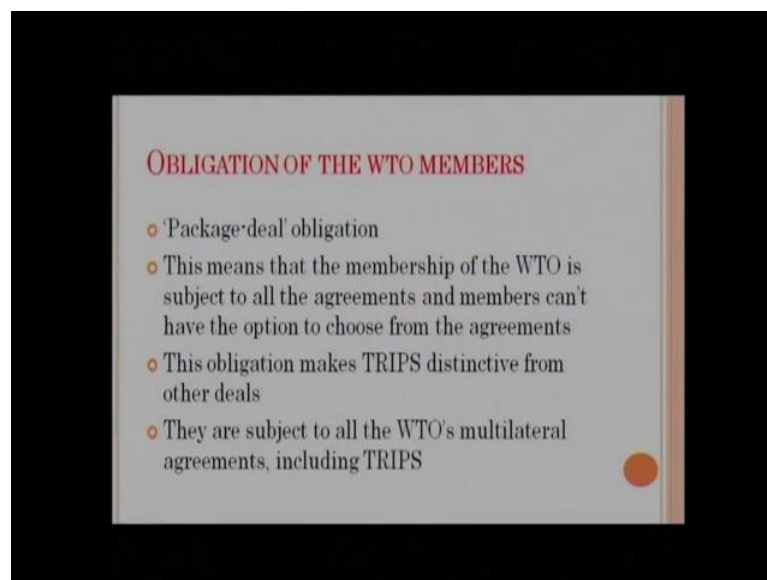 OBLIGATION OF THE WTO MEMBERS
'Package-deal' obligation
This means that the membership of the WTO is
subject to all the agreements and members can't
have the option to choose from the agreements
This obligation makes TRIPS distinctive from
other deals
They are subject to all the WTO's multilateral
agreements, including TRIPS